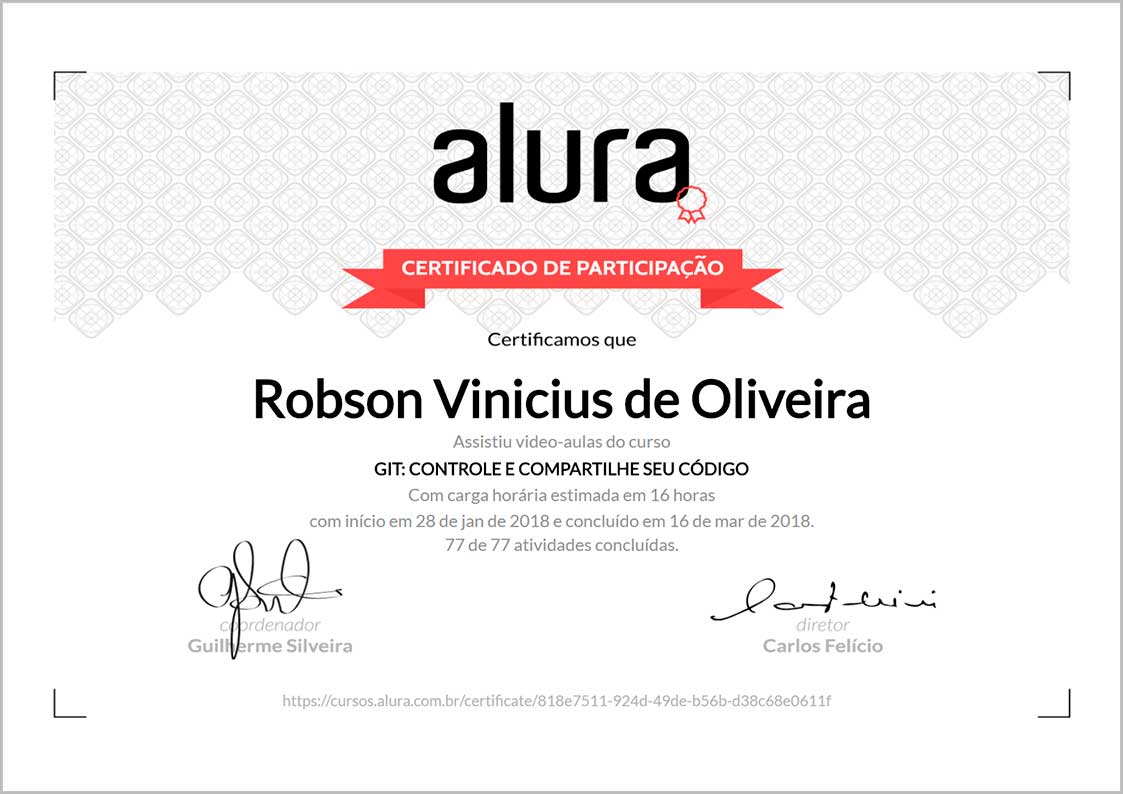 alura
CERTIFICADO DE PARTICIPAÇÃO
Certificamos que
Robson Vinicius de Oliveira
Assistiu video-aulas do curso
GIT: CONTROLE E COMPARTILHE SEU CÓDIGO
Com carga horária estimada em 16 horas
com início em 28 de jan de 2018 e concluído em 16 de mar de 2018.
77 de 77 atividades concluídas.
coordenador
Guilherme Silveira
diretor
Carlos Felício
https://cursos.alura.com.br/certificate/818e7511-924d-49de-b56b-d38c68e0611f